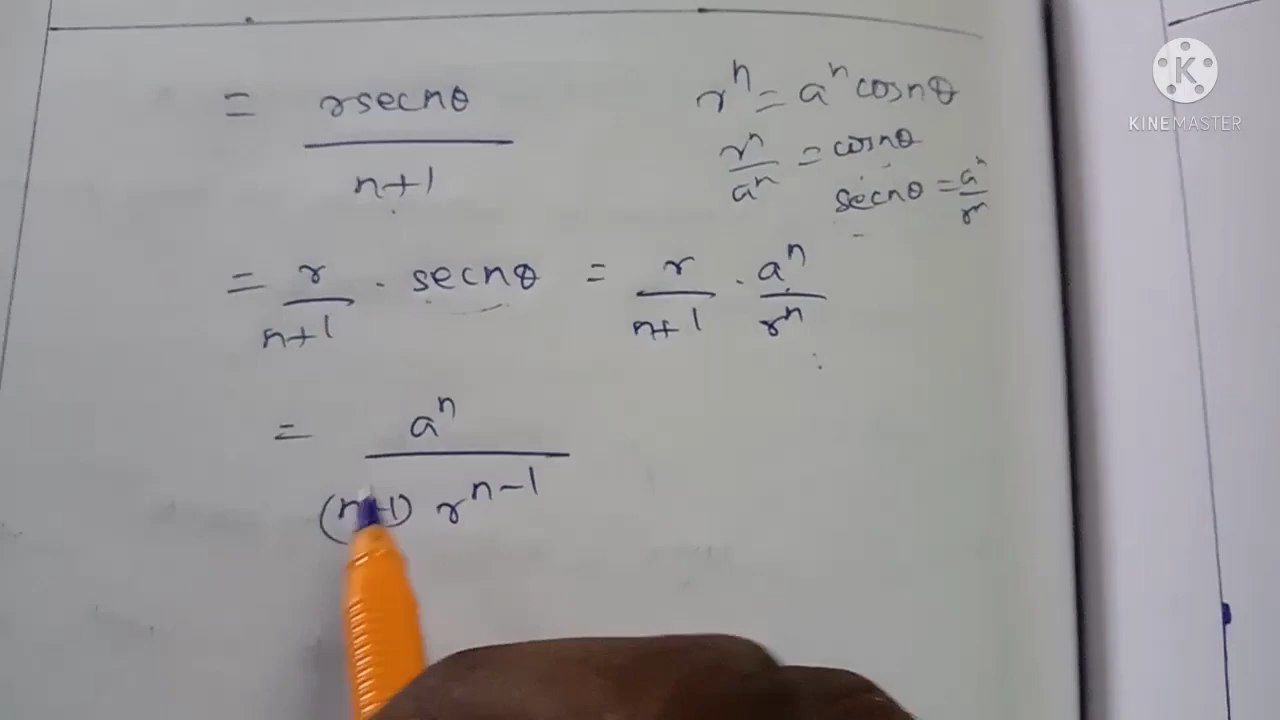 = r sec nθ / n+1
rⁿ = aⁿ cos nθ
rⁿ / aⁿ = cos nθ
sec nθ = aⁿ / rⁿ
= r / n+1 . sec nθ = r / n+1 . aⁿ / rⁿ
= aⁿ / (n+1) rⁿ⁻¹
K
KINEMASTER